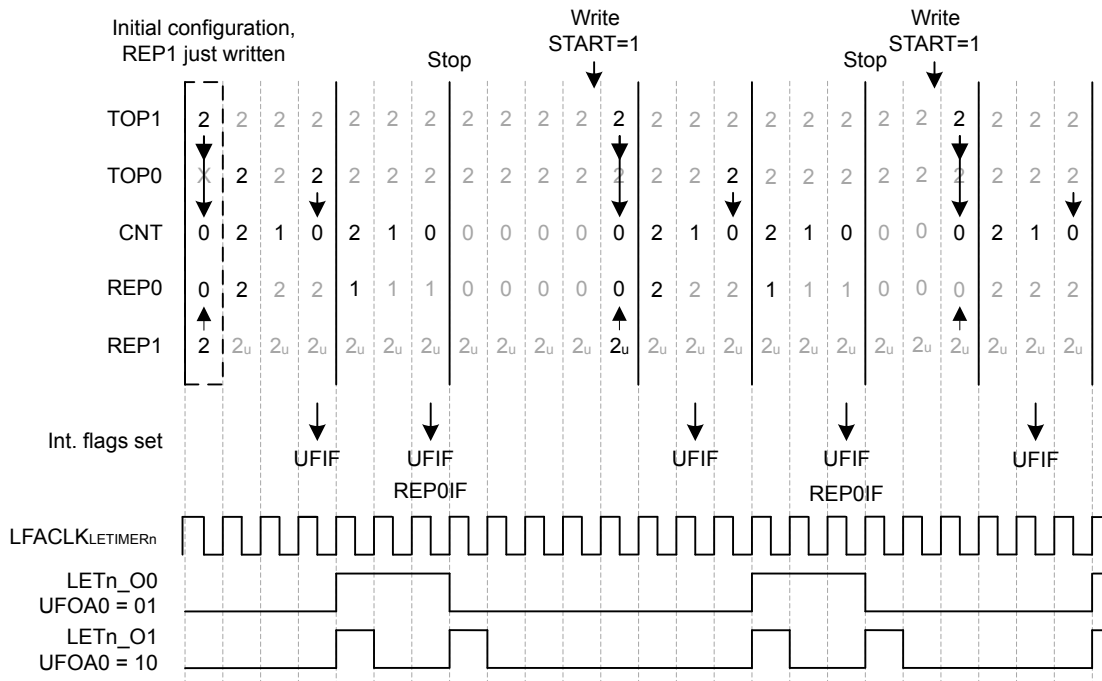 Initial configuration,
REP1 just written
Stop
Write
START=1
Stop
Write
START=1
TOP1 2 2 2 2 2 2 2 2 2 2 2 2 2 2 2 2 2 2 2 2 2 2 2 2
TOP0 X 2 2 2 2 2 2 2 2 2 2 2 2 2 2 2 2 2 2 2 2 2 2 2
CNT 0 2 1 0 2 1 0 0 0 0 0 0 2 1 0 2 1 0 0 0 0 2 1 0
REP0 0 2 2 2 1 1 1 0 0 0 0 0 2 2 2 1 1 1 0 0 0 2 2 2
REP1 2 2u 2u 2u 2u 2u 2u 2u 2u 2u 2u 2u 2u 2u 2u 2u 2u 2u 2u 2u 2u 2u 2u 2u
Int. flags set
UFIF UFIF UFIF UFIF UFIF
REP0IF REP0IF
LFACLKLETIMERn
LETn_O0
UFOA0 = 01
LETn_O1
UFOA0 = 10